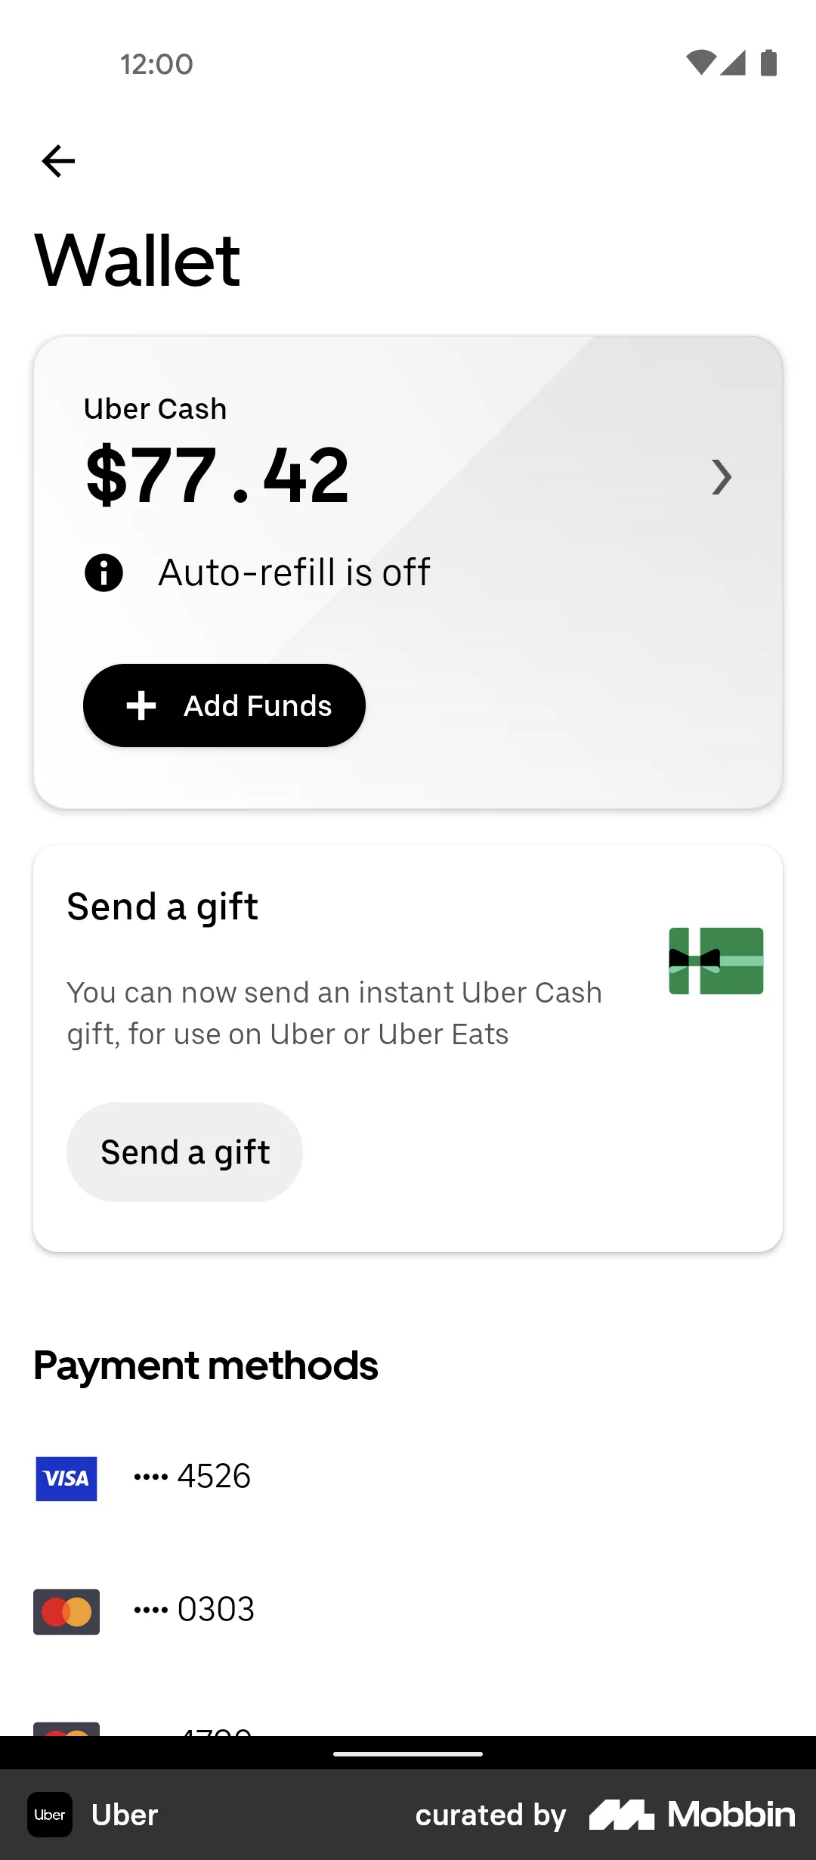 12:00
Wallet
Uber Cash
$77.42
Auto-refill is off
+ Add Funds
Send a gift
You can now send an instant Uber Cash
gift, for use on Uber or Uber Eats
Send a gift
Payment methods
VISA •••• 4526
•••• 0303
Uber Uber curated by Mobbin